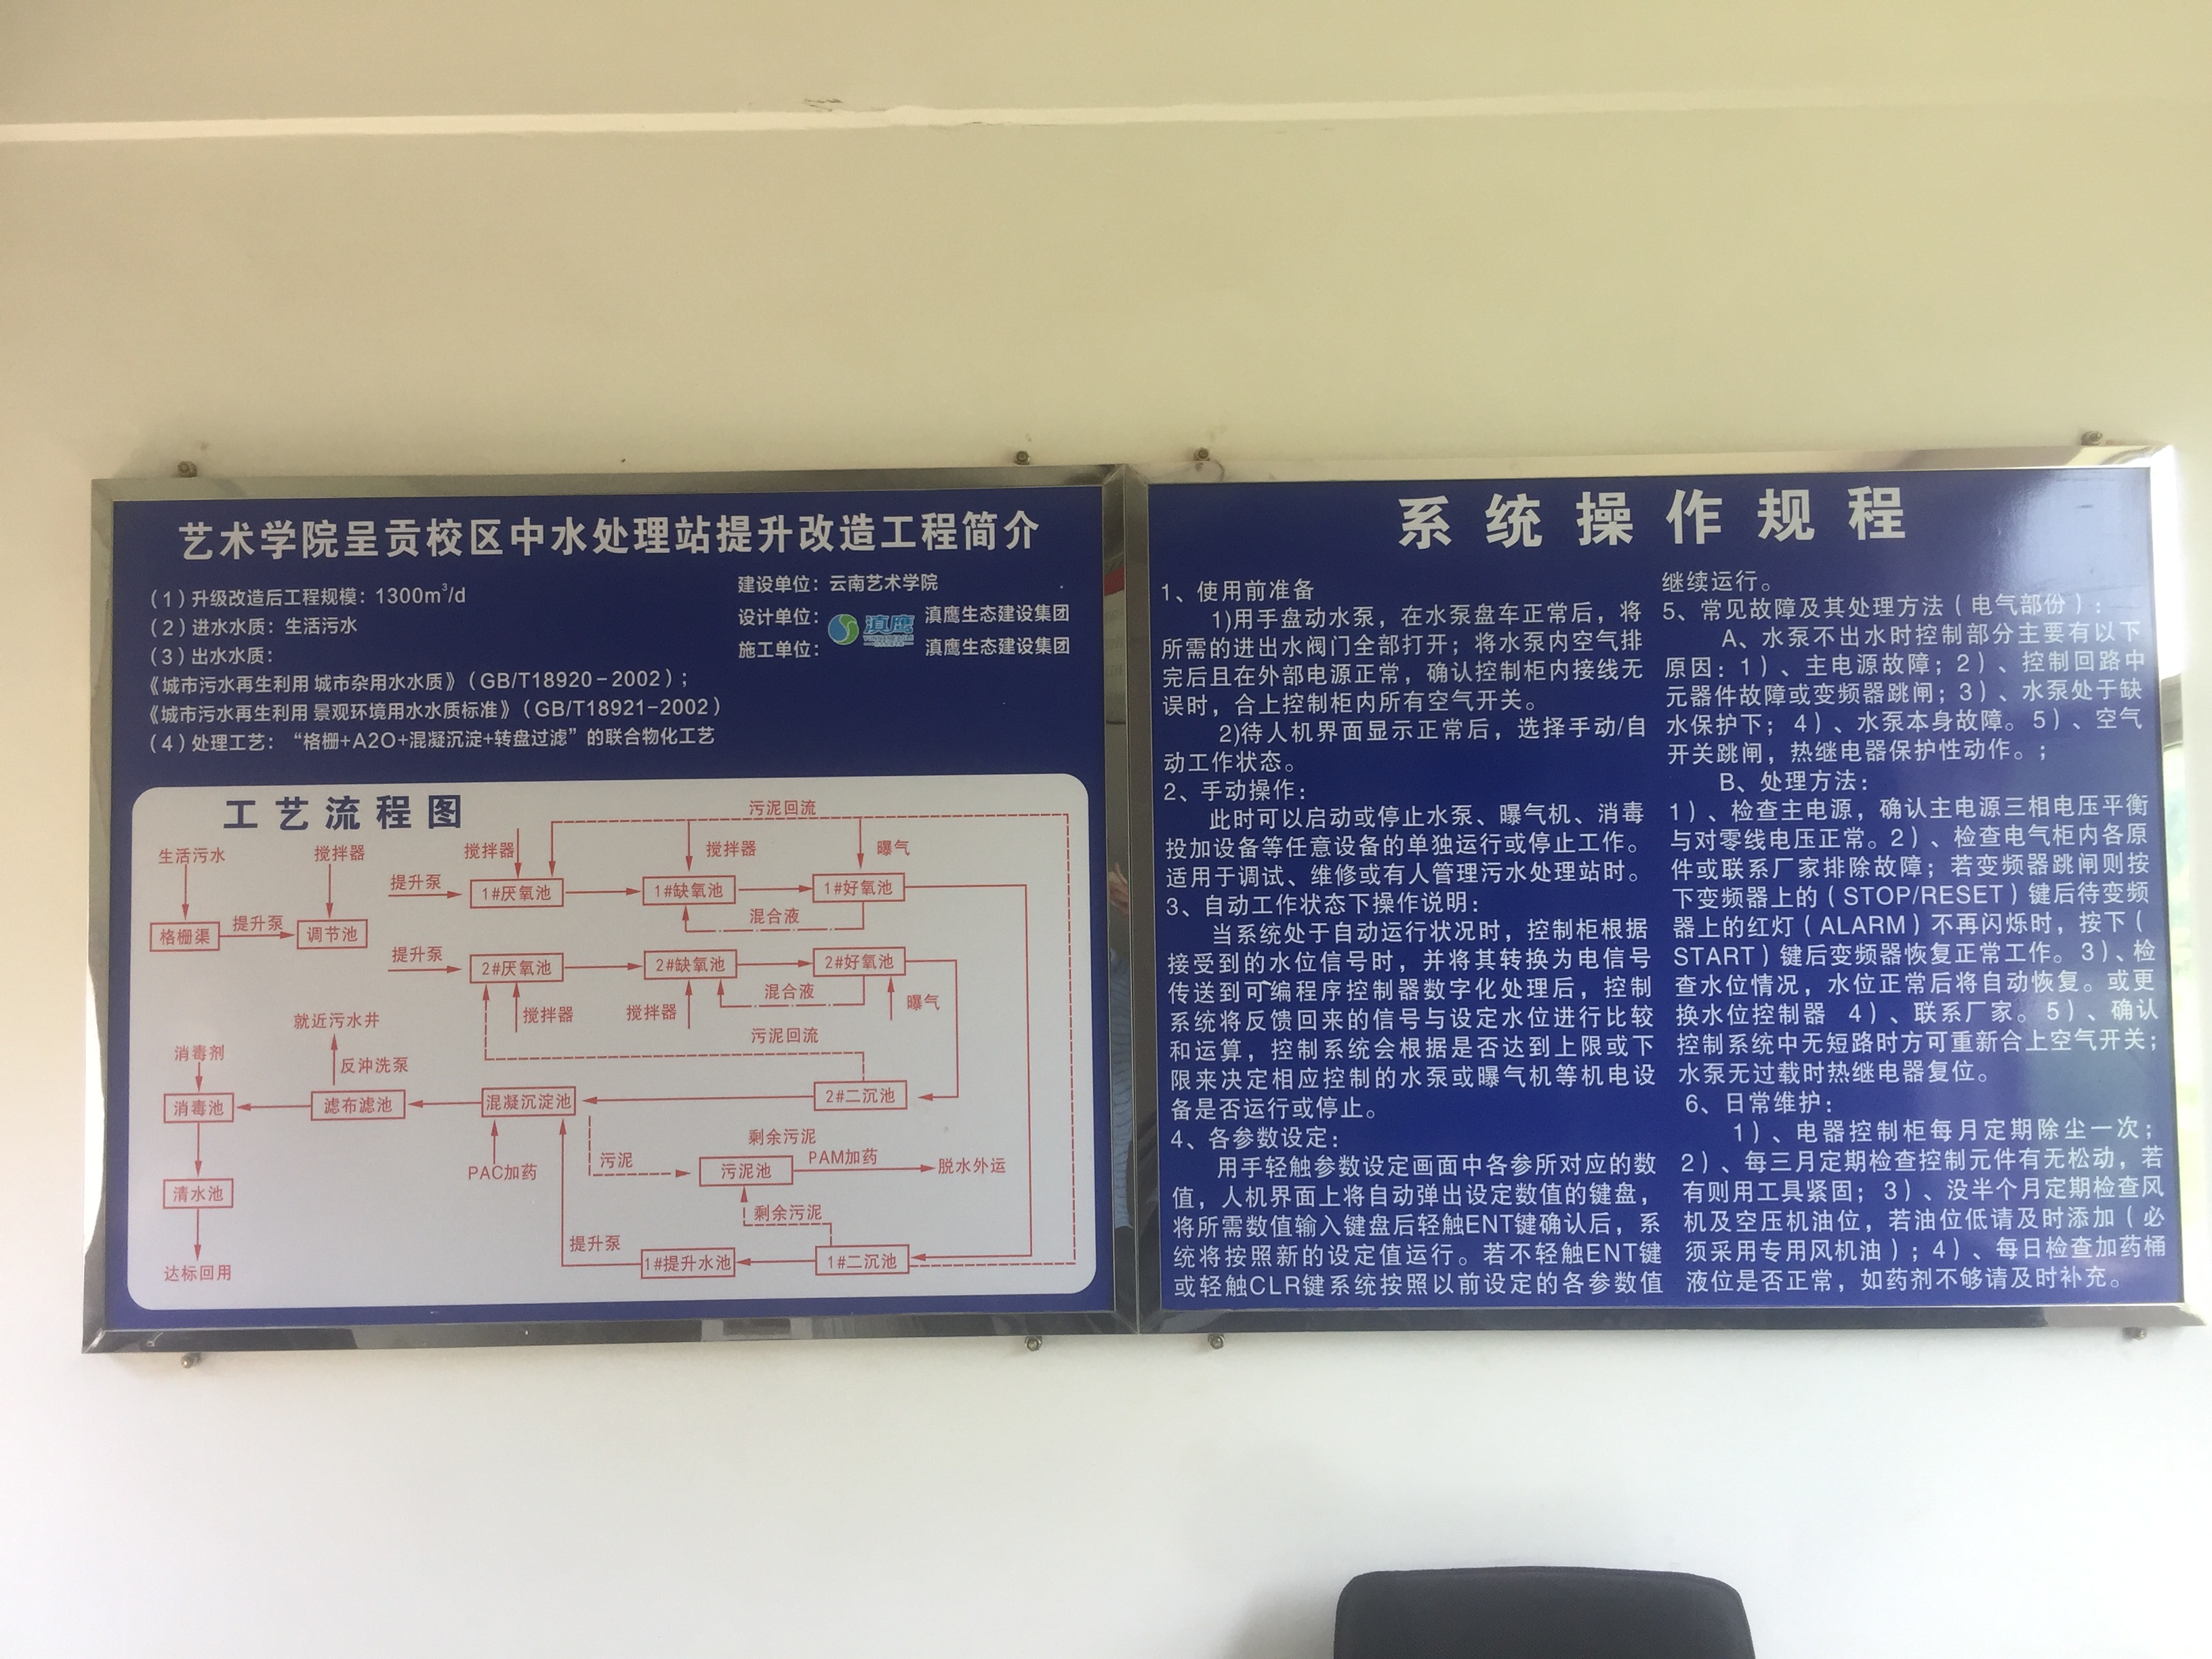 艺术学院呈贡校区中水处理站提升改造工程简介
（1）升级改造后工程规模：1300m³/d
（2）进水水质：生活污水
（3）出水水质：
《城市污水再生利用 城市杂用水水质》（GB/T18920-2002）；
《城市污水再生利用 景观环境用水水质标准》（GB/T18921-2002）
（4）处理工艺：“格栅+A2O+混凝沉淀+转盘过滤”的联合物化工艺
建设单位：云南艺术学院
设计单位：
滇鹰
滇鹰生态建设集团
施工单位：
滇鹰生态建设集团
工艺流程图
污泥回流
生活污水
搅拌器
搅拌器
搅拌器
曝气
提升泵
1#厌氧池
1#缺氧池
1#好氧池
混合液
格栅渠
提升泵
调节池
提升泵
2#厌氧池
2#缺氧池
2#好氧池
混合液
搅拌器
搅拌器
曝气
就近污水井
污泥回流
消毒剂
反冲洗泵
消毒池
滤布滤池
混凝沉淀池
2#二沉池
剩余污泥
PAC加药
污泥
污泥池
PAM加药
脱水外运
清水池
剩余污泥
提升泵
1#提升水池
1#二沉池
达标回用
系统操作规程
1、使用前准备
1)用手盘动水泵，在水泵盘车正常后，将
所需的进出水阀门全部打开；将水泵内空气排
完后且在外部电源正常，确认控制柜内接线无
误时，合上控制柜内所有空气开关。
2)待人机界面显示正常后，选择手动/自
动工作状态。
2、手动操作：
此时可以启动或停止水泵、曝气机、消毒
投加设备等任意设备的单独运行或停止工作。
适用于调试、维修或有人管理污水处理站时。
3、自动工作状态下操作说明：
当系统处于自动运行状况时，控制柜根据
接受到的水位信号时，并将其转换为电信号
传送到可编程序控制器数字化处理后，控制
系统将反馈回来的信号与设定水位进行比较
和运算，控制系统会根据是否达到上限或下
限来决定相应控制的水泵或曝气机等机电设
备是否运行或停止。
4、各参数设定：
用手轻触参数设定画面中各参所对应的数
值，人机界面上将自动弹出设定数值的键盘，
将所需数值输入键盘后轻触ENT键确认后，系
统将按照新的设定值运行。若不轻触ENT键
或轻触CLR键系统按照以前设定的各参数值
继续运行。
5、常见故障及其处理方法（电气部份）：
A、水泵不出水时控制部分主要有以下
原因：1）、主电源故障；2）、控制回路中
元器件故障或变频器跳闸；3）、水泵处于缺
水保护下；4）、水泵本身故障。5）、空气
开关跳闸，热继电器保护性动作。；
B、处理方法：
1）、检查主电源，确认主电源三相电压平衡
与对零线电压正常。2）、检查电气柜内各原
件或联系厂家排除故障；若变频器跳闸则按
下变频器上的（STOP/RESET）键后待变频
器上的红灯（ALARM）不再闪烁时，按下（
START）键后变频器恢复正常工作。3）、检
查水位情况，水位正常后将自动恢复。或更
换水位控制器 4）、联系厂家。5）、确认
控制系统中无短路时方可重新合上空气开关；
水泵无过载时热继电器复位。
6、日常维护：
1）、电器控制柜每月定期除尘一次；
2）、每三月定期检查控制元件有无松动，若
有则用工具紧固；3）、没半个月定期检查风
机及空压机油位，若油位低请及时添加（必
须采用专用风机油）；4）、每日检查加药桶
液位是否正常，如药剂不够请及时补充。